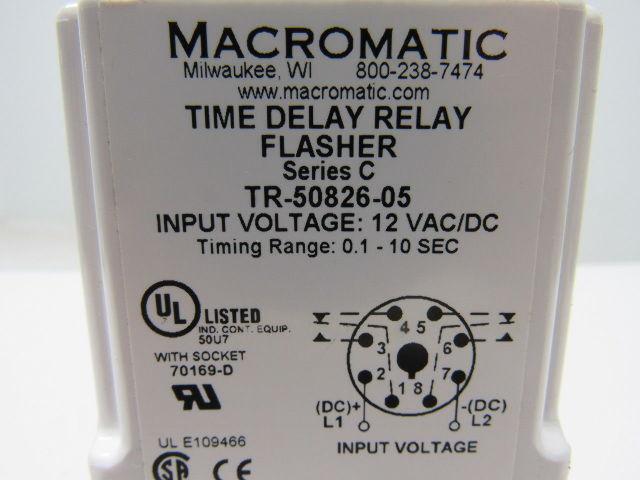 MACROMATIC
Milwaukee, WI 800-238-7474
www.macromatic.com
TIME DELAY RELAY
FLASHER
Series C
TR-50826-05
INPUT VOLTAGE: 12 VAC/DC
Timing Range: 0.1 - 10 SEC
UL LISTED
IND. CONT. EQUIP.
50U7
WITH SOCKET
70169-D
UL E109466
SA CE
4 5
3 6
2 7
1 8
(DC)+ -(DC)
L1 L2
INPUT VOLTAGE